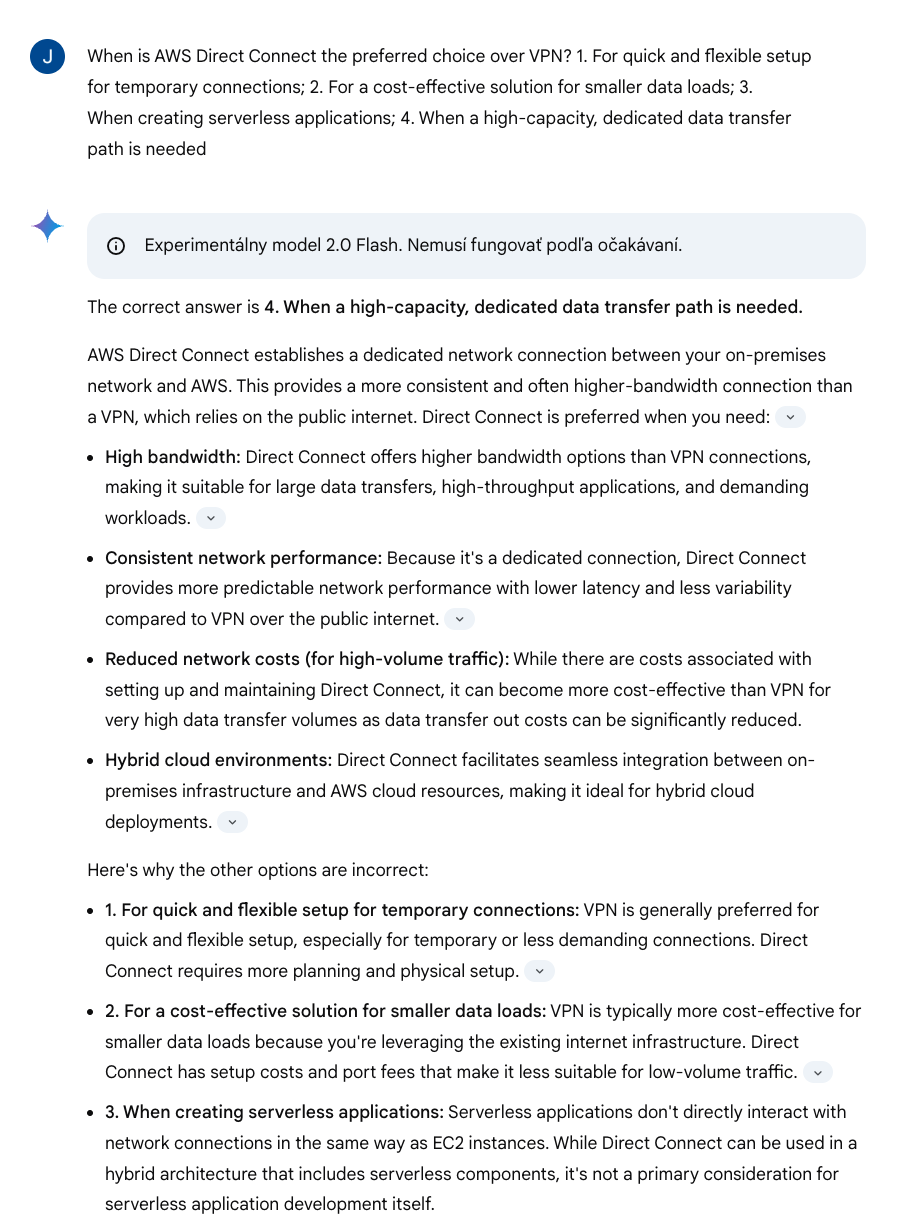 J
When is AWS Direct Connect the preferred choice over VPN? 1. For quick and flexible setup
for temporary connections; 2. For a cost-effective solution for smaller data loads; 3.
When creating serverless applications; 4. When a high-capacity, dedicated data transfer
path is needed
Experimentálny model 2.0 Flash. Nemusí fungovať podľa očakávaní.
The correct answer is 4. When a high-capacity, dedicated data transfer path is needed.
AWS Direct Connect establishes a dedicated network connection between your on-premises
network and AWS. This provides a more consistent and often higher-bandwidth connection than
a VPN, which relies on the public internet. Direct Connect is preferred when you need:
• High bandwidth: Direct Connect offers higher bandwidth options than VPN connections,
making it suitable for large data transfers, high-throughput applications, and demanding
workloads.
• Consistent network performance: Because it's a dedicated connection, Direct Connect
provides more predictable network performance with lower latency and less variability
compared to VPN over the public internet.
• Reduced network costs (for high-volume traffic): While there are costs associated with
setting up and maintaining Direct Connect, it can become more cost-effective than VPN for
very high data transfer volumes as data transfer out costs can be significantly reduced.
• Hybrid cloud environments: Direct Connect facilitates seamless integration between on-
premises infrastructure and AWS cloud resources, making it ideal for hybrid cloud
deployments.
Here's why the other options are incorrect:
• 1. For quick and flexible setup for temporary connections: VPN is generally preferred for
quick and flexible setup, especially for temporary or less demanding connections. Direct
Connect requires more planning and physical setup.
• 2. For a cost-effective solution for smaller data loads: VPN is typically more cost-effective for
smaller data loads because you're leveraging the existing internet infrastructure. Direct
Connect has setup costs and port fees that make it less suitable for low-volume traffic.
• 3. When creating serverless applications: Serverless applications don't directly interact with
network connections in the same way as EC2 instances. While Direct Connect can be used in a
hybrid architecture that includes serverless components, it's not a primary consideration for
serverless application development itself.